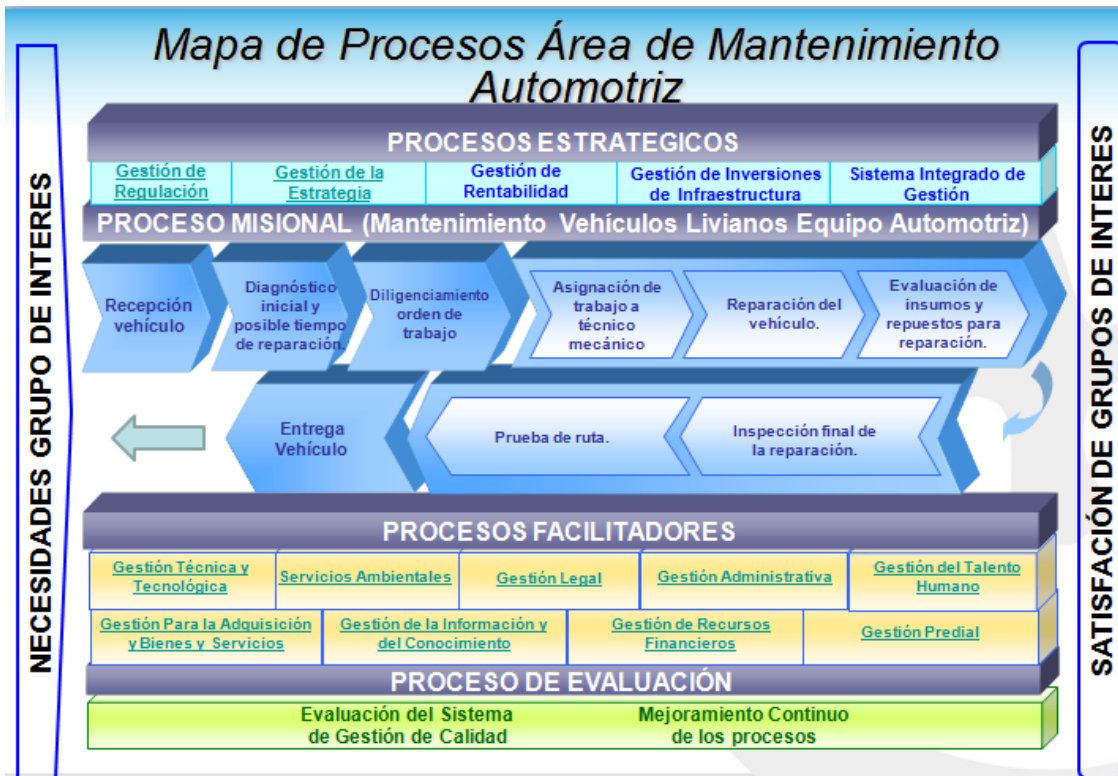 Mapa de Procesos Área de Mantenimiento
Automotriz
NECESIDADES GRUPO DE INTERES
PROCESOS ESTRATEGICOS
Gestión de
Regulación
Gestión de la
Estrategia
Gestión de
Rentabilidad
Gestión de Inversiones
de Infraestructura
Sistema Integrado de
Gestión
PROCESO MISIONAL (Mantenimiento Vehículos Livianos Equipo Automotriz)
Recepción
vehículo
Diagnóstico
inicial y
posible tiempo
de reparación.
Diligenciamiento
orden de
trabajo
Asignación de
trabajo a
técnico
mecánico
Reparación del
vehículo.
Evaluación de
insumos y
repuestos para
reparación.
Entrega
Vehículo
Prueba de ruta.
Inspección final de
la reparación.
PROCESOS FACILITADORES
Gestión Técnica y
Tecnológica
Servicios Ambientales
Gestión Legal
Gestión Administrativa
Gestión del Talento
Humano
Gestión Para la Adquisición
y Bienes y Servicios
Gestión de la Información y
del Conocimiento
Gestión de Recursos
Financieros
Gestión Predial
PROCESO DE EVALUACIÓN
Evaluación del Sistema
de Gestión de Calidad
Mejoramiento Continuo
de los procesos
SATISFACIÓN DE GRUPOS DE INTERES